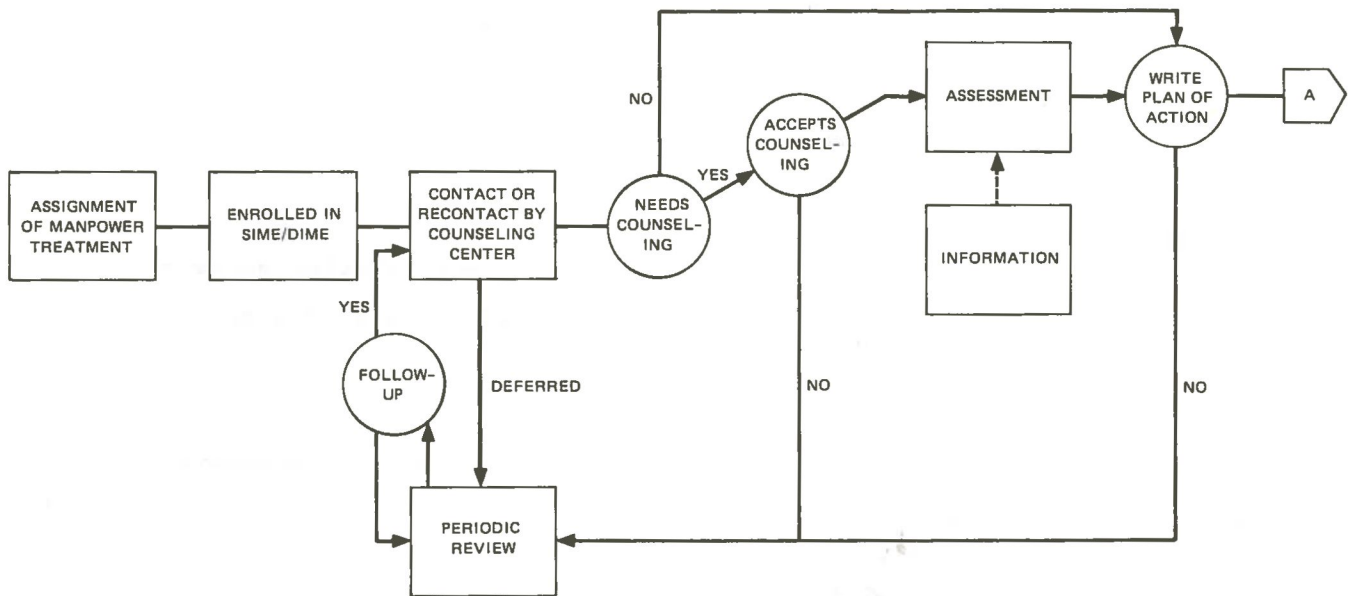 ASSIGNMENT
OF MANPOWER
TREATMENT
ENROLLED IN
SIME/DIME
CONTACT OR
RECONTACT BY
COUNSELING
CENTER
NEEDS
COUNSEL-
ING
NO
YES
ACCEPTS
COUNSEL-
ING
ASSESSMENT
INFORMATION
WRITE
PLAN OF
ACTION
A
YES
FOLLOW-
UP
DEFERRED
NO
NO
PERIODIC
REVIEW